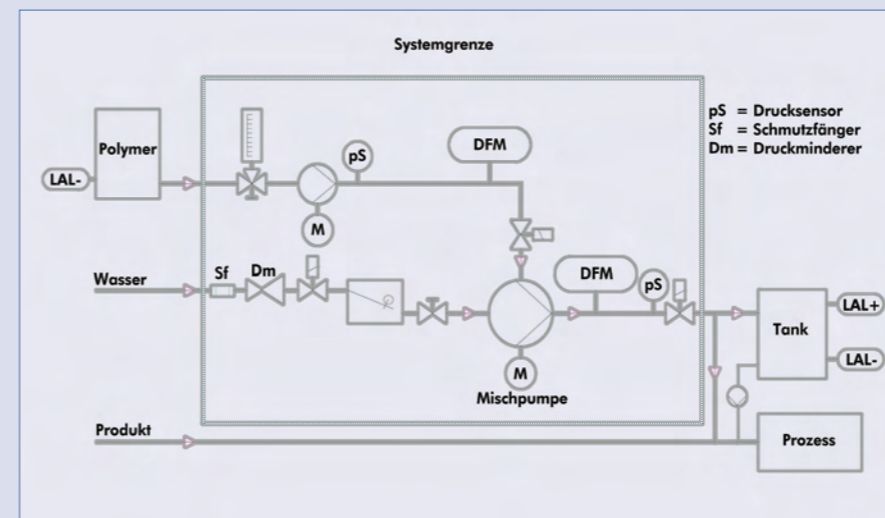 Systemgrenze
pS = Drucksensor
Sf = Schmutzfänger
Dm = Druckminderer
Polymer
LAL-
pS
DFM
M
Wasser
Sf
Dm
DFM
pS
M
Mischpumpe
Tank
LAL+
LAL-
Produkt
Prozess